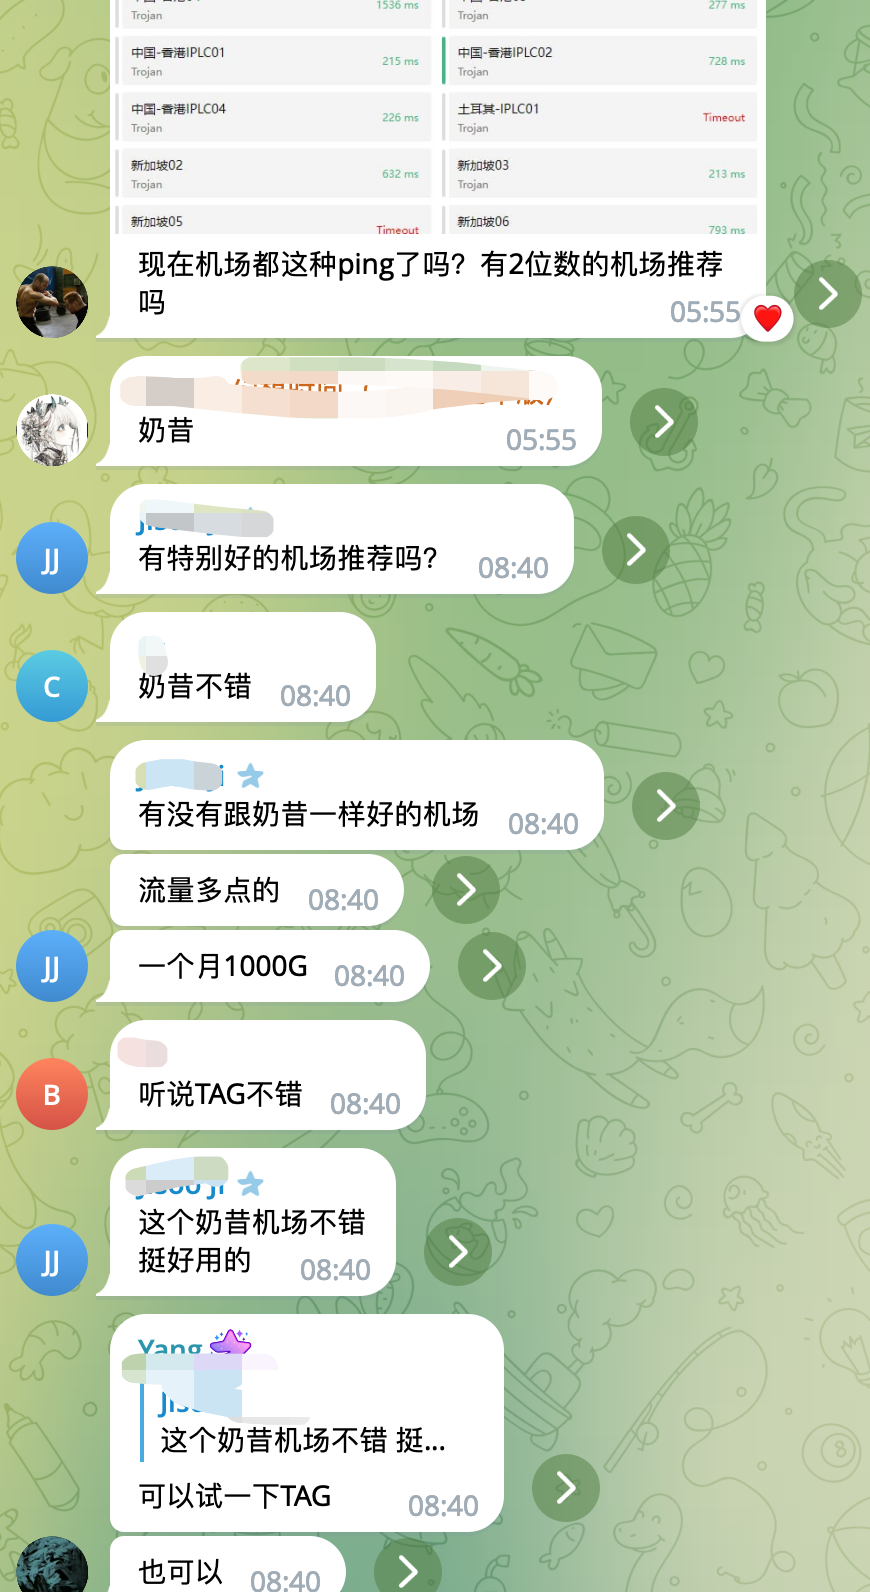 1536 ms
Trojan
277 ms
Trojan
中国-香港IPLC01
215 ms
Trojan
中国-香港IPLC02
728 ms
Trojan
中国-香港IPLC04
226 ms
Trojan
土耳其-IPLC01
Timeout
Trojan
新加坡02
632 ms
Trojan
新加坡03
213 ms
Trojan
新加坡05
Timeout
新加坡06
793 ms
现在机场都这种ping了吗？有2位数的机场推荐
吗
05:55
奶昔
05:55
JJ
有特别好的机场推荐吗？
08:40
C
奶昔不错
08:40
有没有跟奶昔一样好的机场
08:40
流量多点的
08:40
JJ
一个月1000G
08:40
B
听说TAG不错
08:40
这个奶昔机场不错
挺好用的
08:40
JJ
Yang
这个奶昔机场不错 挺...
可以试一下TAG
08:40
也可以
08:40